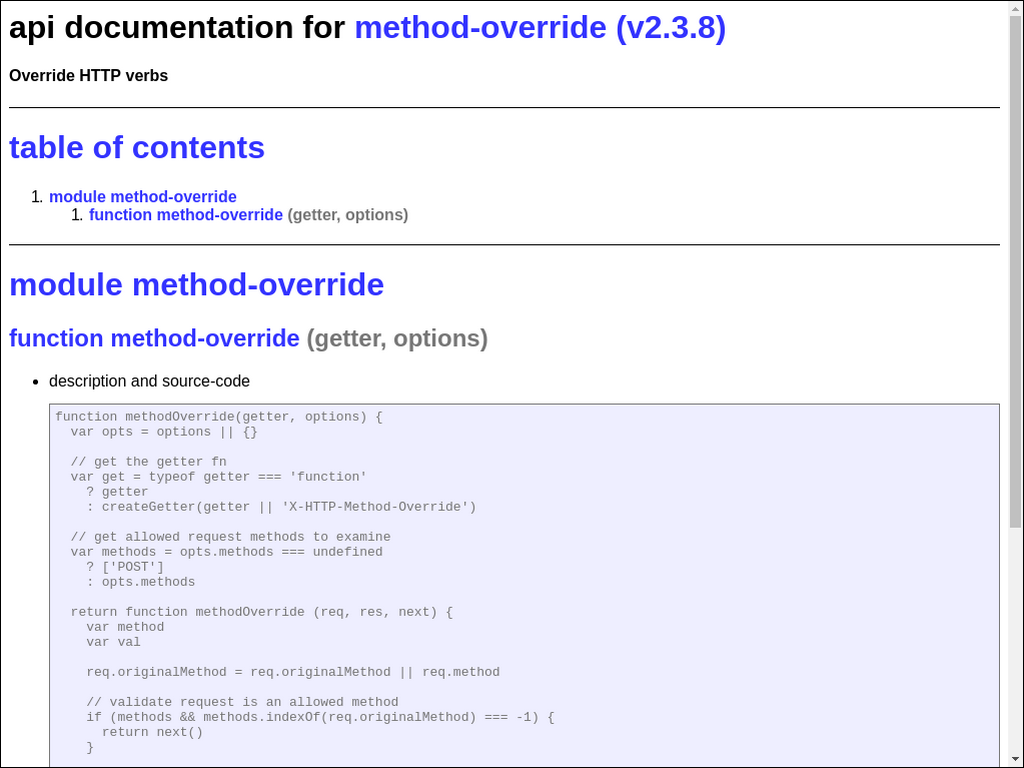 api documentation for method-override (v2.3.8)
Override HTTP verbs
table of contents
1. module method-override
1. function method-override (getter, options)
module method-override
function method-override (getter, options)
• description and source-code
function methodOverride(getter, options) {
  var opts = options || {}

  // get the getter fn
  var get = typeof getter === 'function'
    ? getter
    : createGetter(getter || 'X-HTTP-Method-Override')

  // get allowed request methods to examine
  var methods = opts.methods === undefined
    ? ['POST']
    : opts.methods

  return function methodOverride (req, res, next) {
    var method
    var val

    req.originalMethod = req.originalMethod || req.method

    // validate request is an allowed method
    if (methods && methods.indexOf(req.originalMethod) === -1) {
      return next()
    }